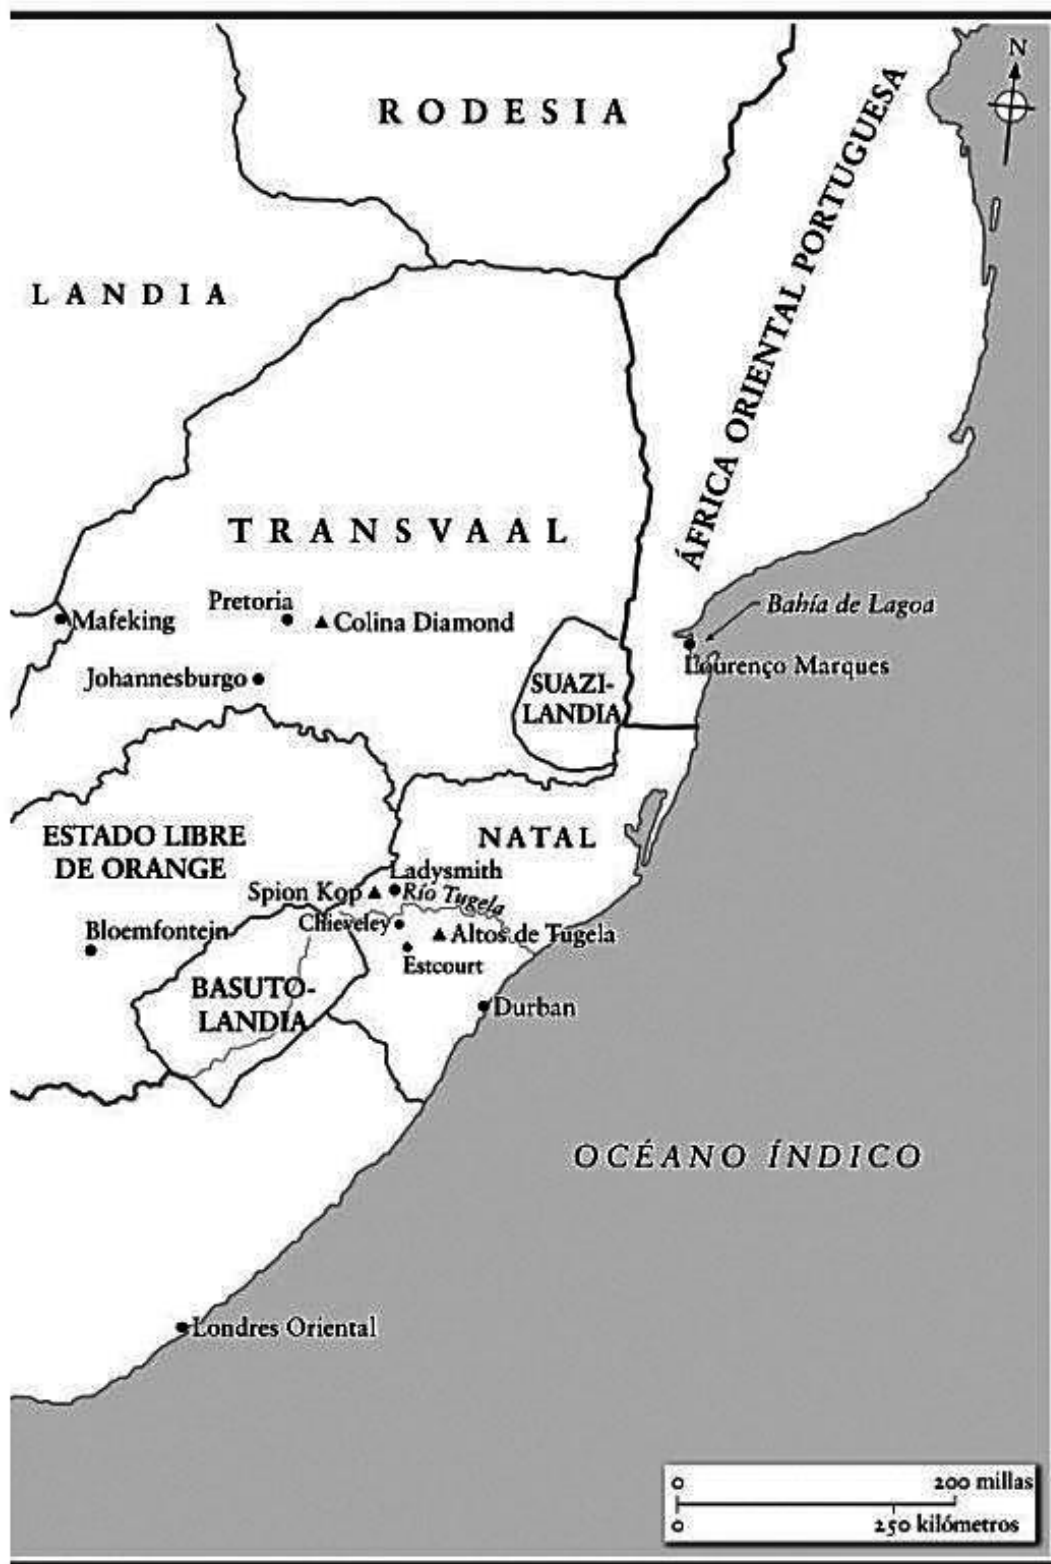 N
RODESIA
ÁFRICA ORIENTAL PORTUGUESA
LANDIA
TRANSVAAL
Bahía de Lagoa
Pretoria
Mafeking
Colina Diamond
Lourenço Marques
Johannesburgo
SUAZI-
LANDIA
ESTADO LIBRE
DE ORANGE
NATAL
Ladysmith
Spion Kop
Río Tugela
Chieveley
Bloemfontein
Altos de Tugela
Estcourt
BASUTO-
LANDIA
Durban
OCÉANO ÍNDICO
Londres Oriental
0 200 millas
0 250 kilómetros